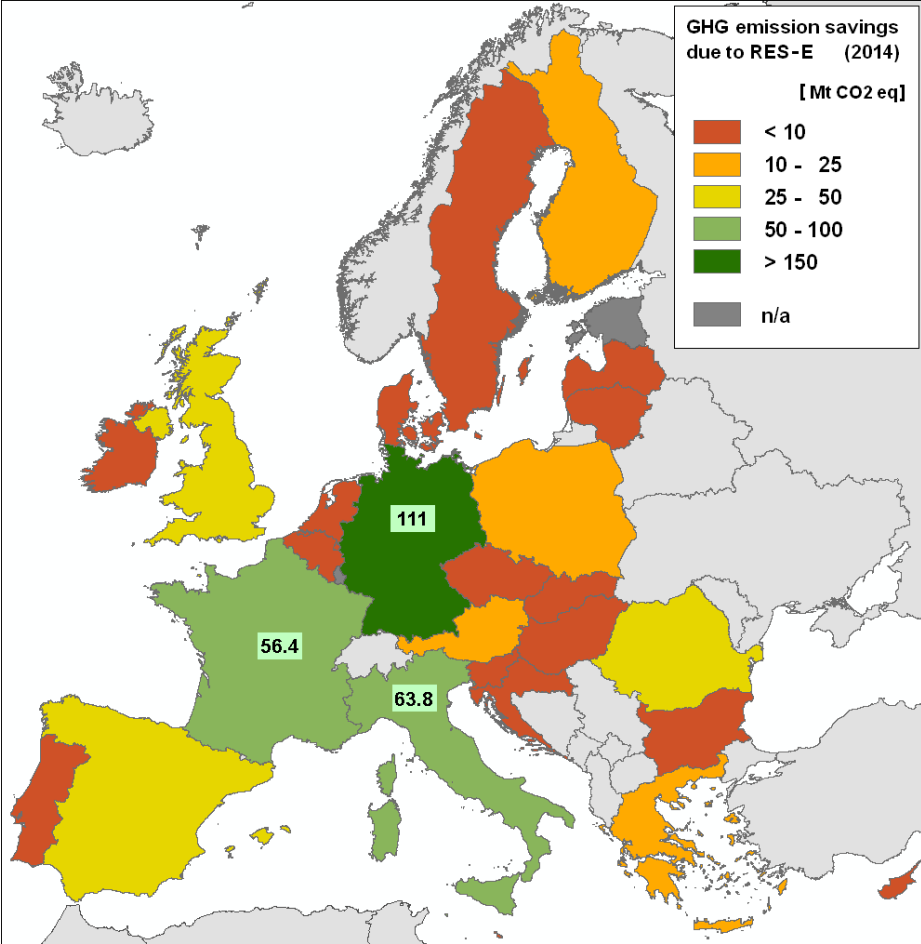 GHG emission savings
due to RES-E (2014)
[ Mt CO2 eq]
< 10
10 - 25
25 - 50
50 - 100
> 150
n/a
111
56.4
63.8